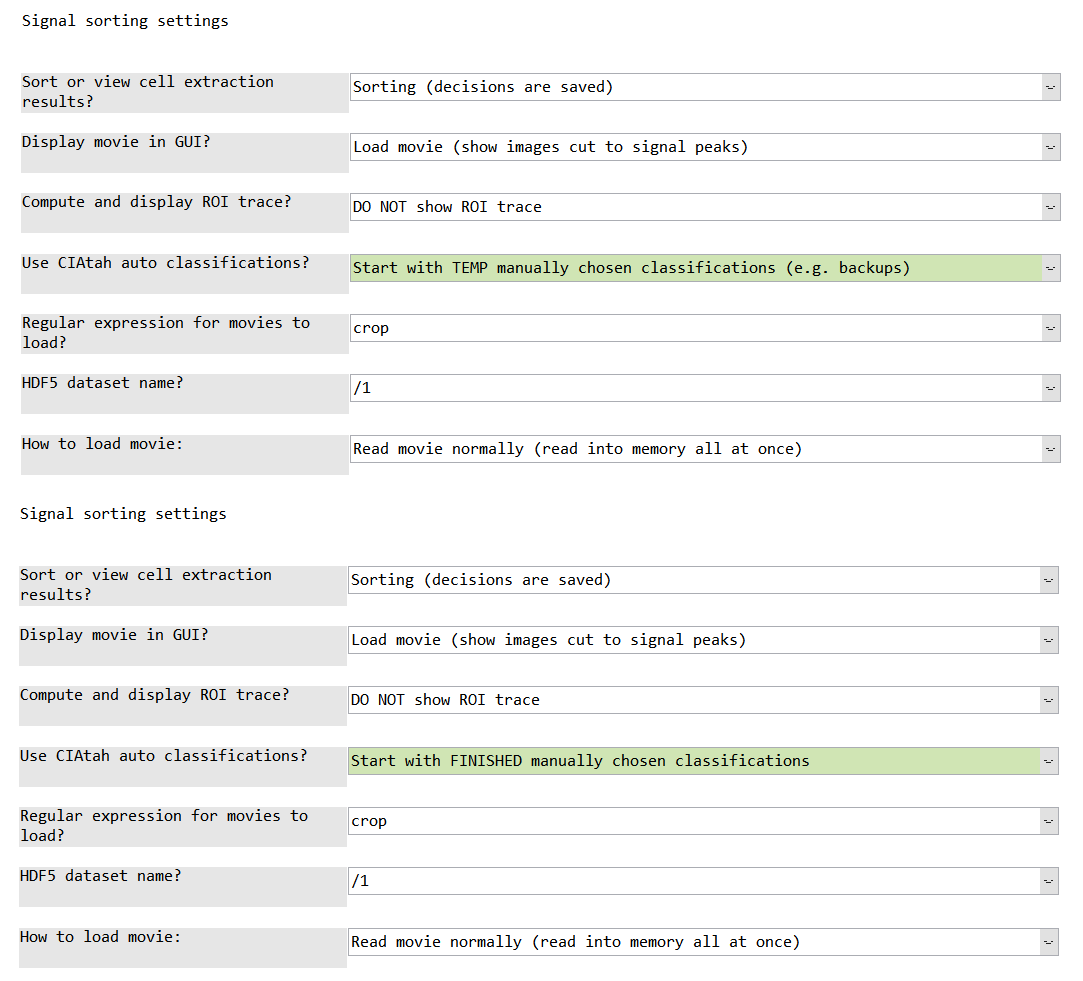 Signal sorting settings
Sort or view cell extraction
results?
Sorting (decisions are saved)
Display movie in GUI?
Load movie (show images cut to signal peaks)
Compute and display ROI trace?
DO NOT show ROI trace
Use CIAtah auto classifications?
Start with TEMP manually chosen classifications (e.g. backups)
Regular expression for movies to
load?
crop
HDF5 dataset name?
/1
How to load movie:
Read movie normally (read into memory all at once)
Signal sorting settings
Sort or view cell extraction
results?
Sorting (decisions are saved)
Display movie in GUI?
Load movie (show images cut to signal peaks)
Compute and display ROI trace?
DO NOT show ROI trace
Use CIAtah auto classifications?
Start with FINISHED manually chosen classifications
Regular expression for movies to
load?
crop
HDF5 dataset name?
/1
How to load movie:
Read movie normally (read into memory all at once)